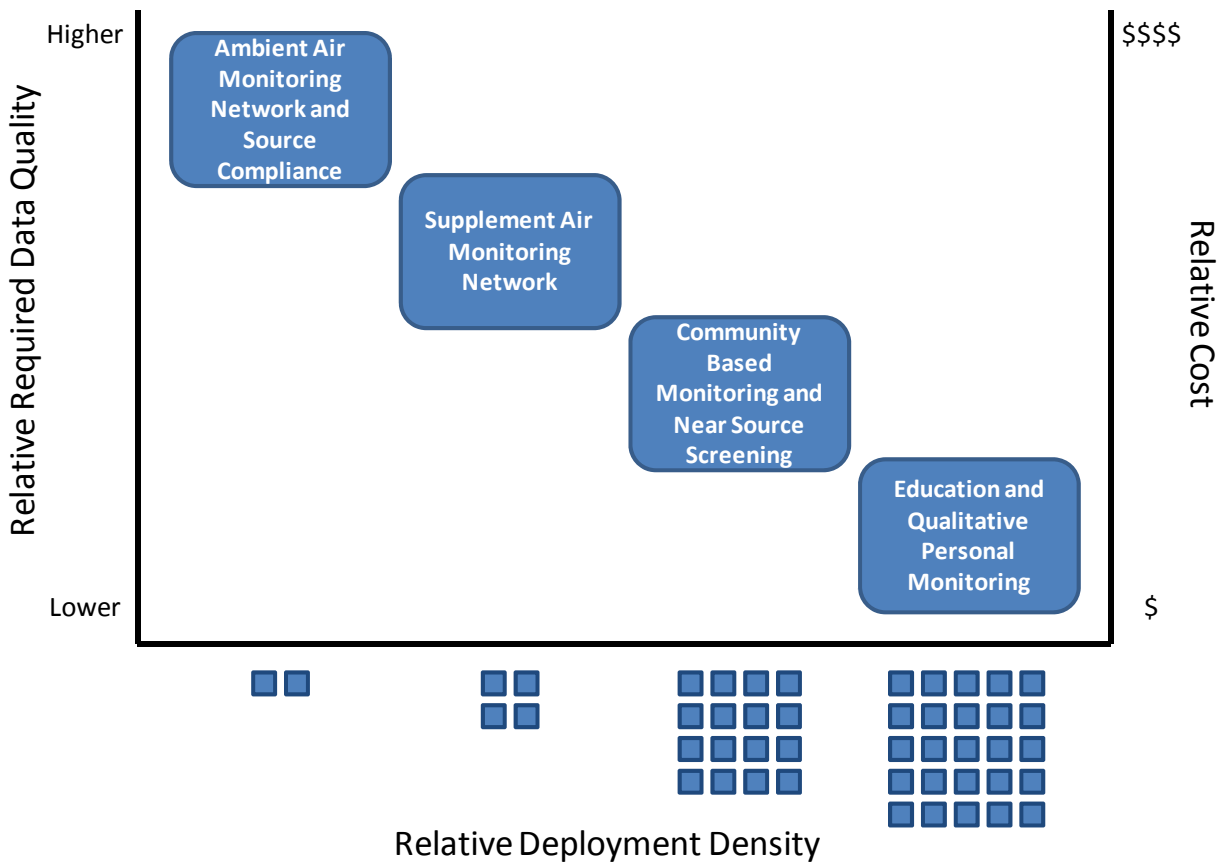 Higher
$$$$
Ambient Air
Monitoring
Network and
Source
Compliance
Supplement Air
Monitoring
Network
Community
Based
Monitoring and
Near Source
Screening
Education and
Qualitative
Personal
Monitoring
Lower
$
Relative Required Data Quality
Relative Cost
Relative Deployment Density